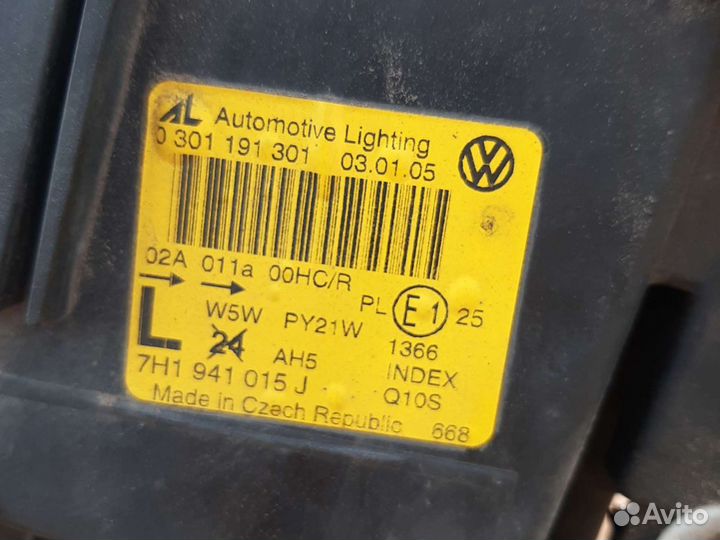 AL Automotive Lighting
0 301 191 301 03.01.05
02A 011a 00HC/R
PL E1 25
W5W PY21W 1366
L 24 AH5 INDEX
7H1 941 015 J Q10S
Made in Czech Republic 668
Avito